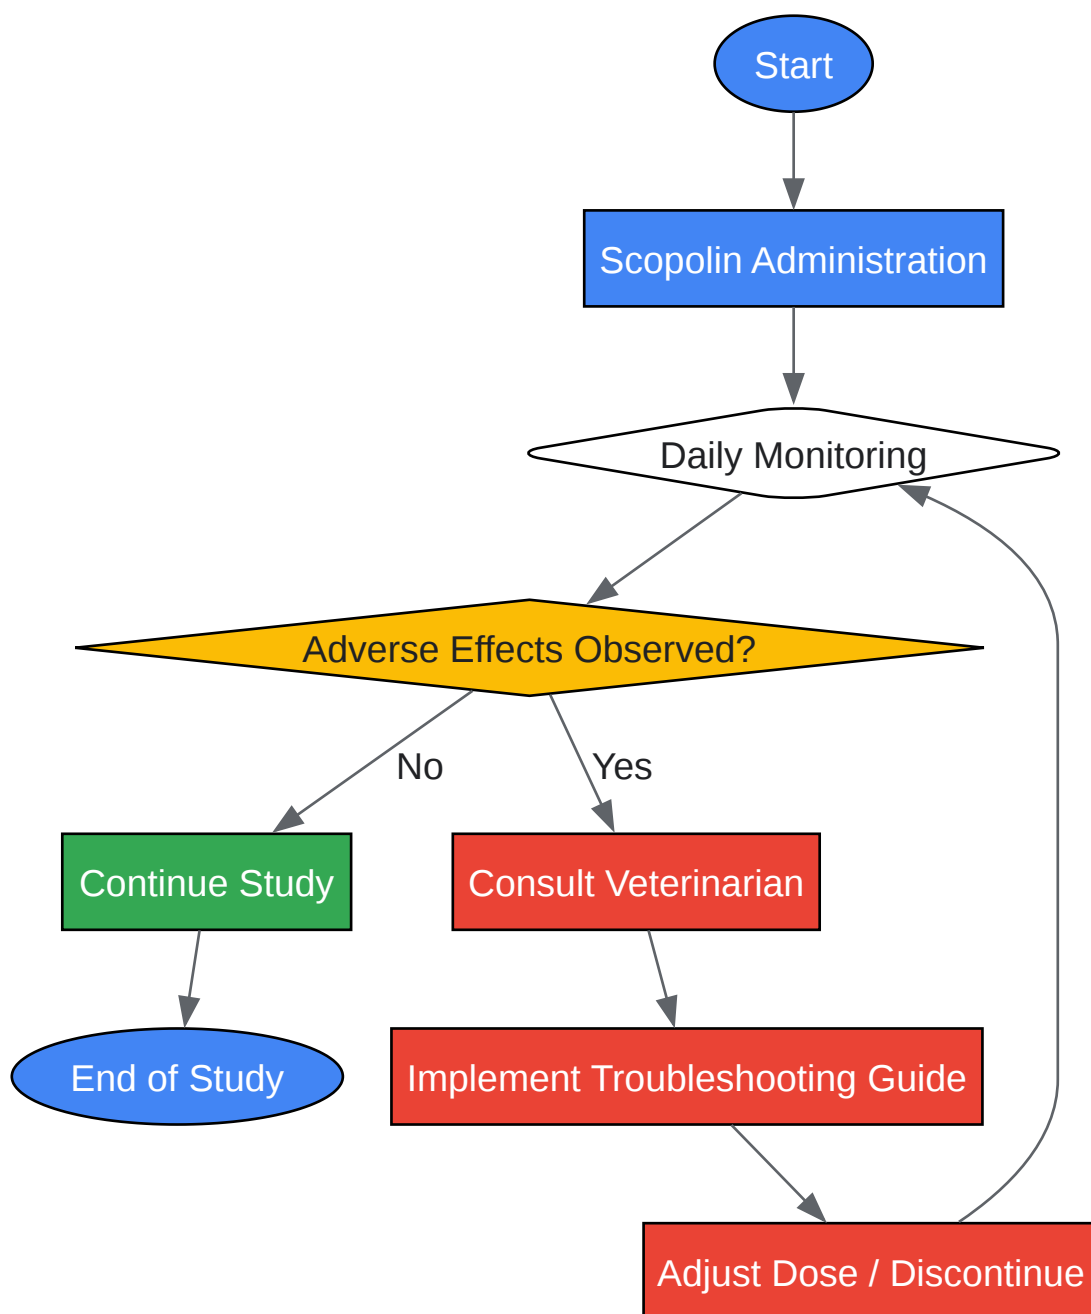 Start
Scopolin Administration
Daily Monitoring
Adverse Effects Observed?
No
Yes
Continue Study
Consult Veterinarian
End of Study
Implement Troubleshooting Guide
Adjust Dose / Discontinue